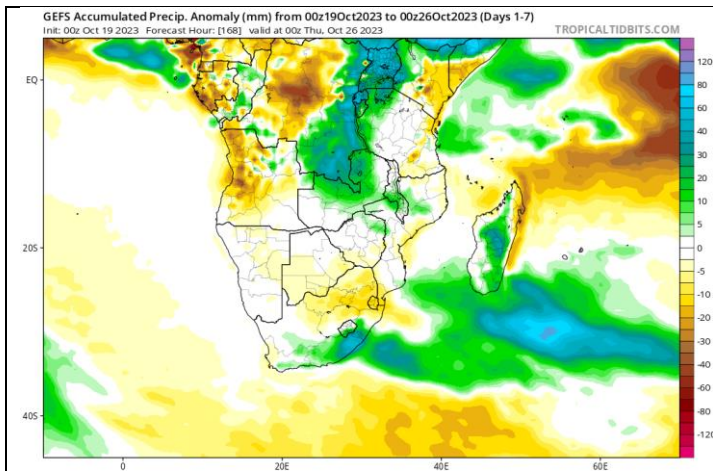 GEFS Accumulated Precip. Anomaly (mm) from 00z19Oct2023 to 00z26Oct2023 (Days 1-7)
Init: 00z Oct 19 2023 Forecast Hour: [168] valid at 00z Thu, Oct 26 2023 TROPICALTIDBITS.COM
EQ
20S
40S
0
20E
40E
60E
120
80
60
50
40
30
20
10
5
0
-5
-10
-20
-30
-40
-50
-60
-80
-120